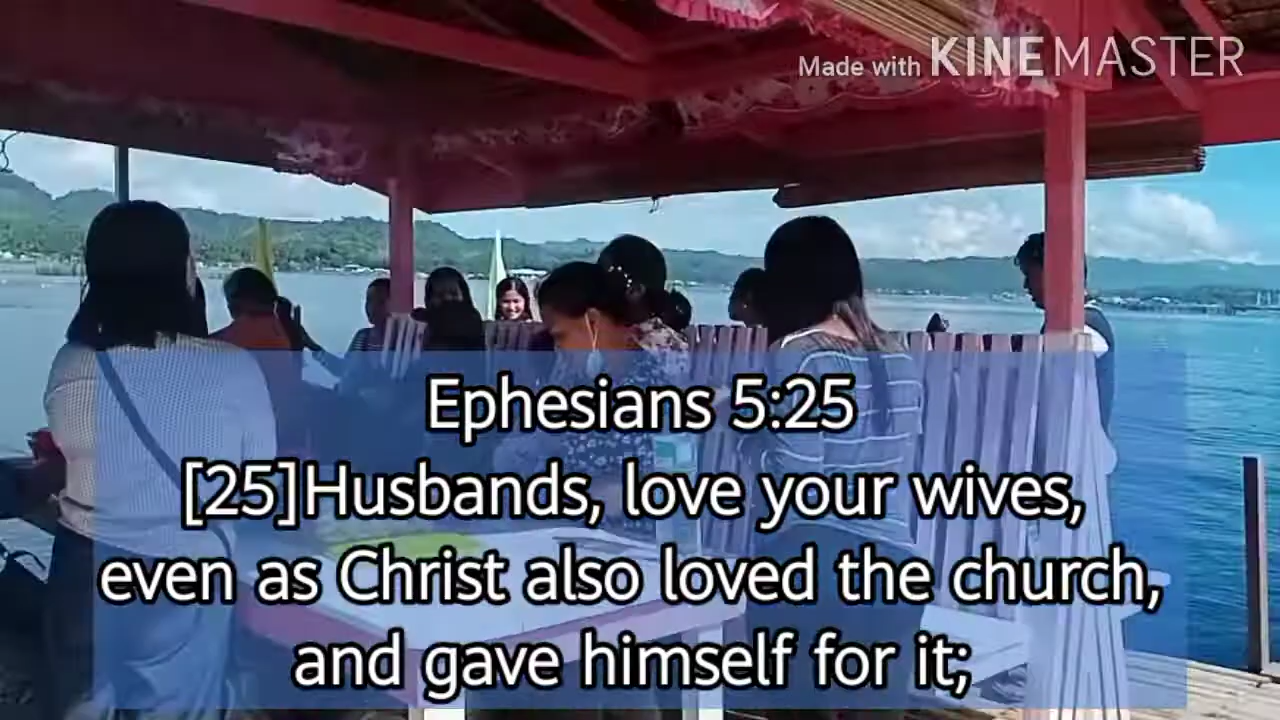 Made with KINEMASTER
Ephesians 5:25
[25]Husbands, love your wives,
even as Christ also loved the church,
and gave himself for it;